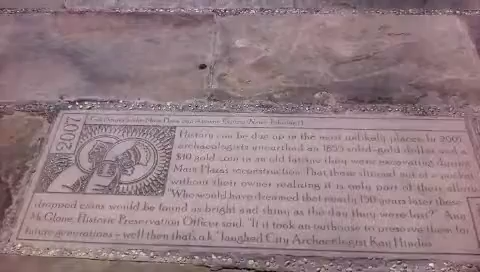 2007
History can be dug up in the most unlikely places. In 2007,
archaeologists unearthed an 1855 solid-gold dollar and a
$10 gold coin in an old latrine they were excavating during
Main Plaza's reconstruction. That these slipped out of a pocket
without their owner realizing it is only part of their allure.
"Who would have dreamed that nearly 150 years later those
dropped coins would be found as bright and shiny as the day they were lost?" Ann
McGlone, Historic Preservation Officer said. "If it took an outhouse to preserve these for
future generations – well then that's ok." laughed City Archaeologist Kay Hindes